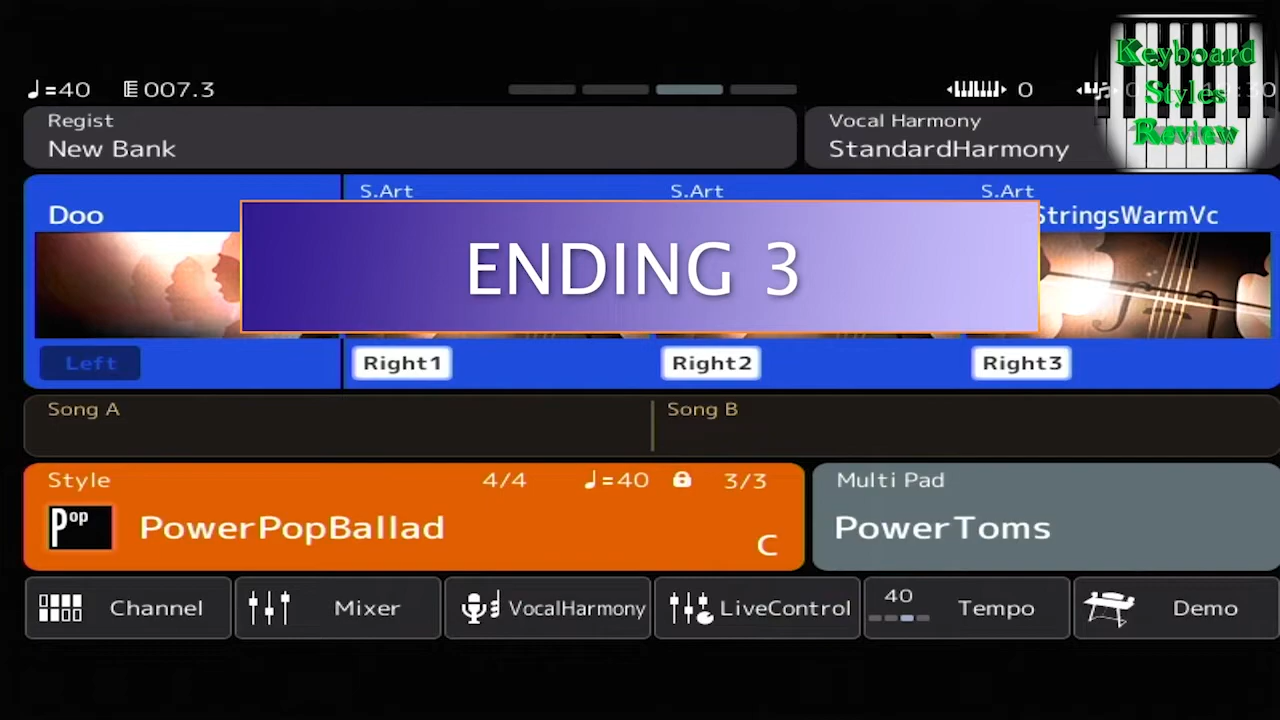 =40 007.3 0
Keyboard
Styles
Review
Regist
New Bank
Vocal Harmony
StandardHarmony
Doo
S.Art
S.Art
S.Art
StringsWarmVc
ENDING 3
Left
Right1
Right2
Right3
Song A
Song B
Style 4/4 =40 3/3
Pop
PowerPopBallad
C
Multi Pad
PowerToms
Channel
Mixer
VocalHarmony
LiveControl
40
Tempo
Demo